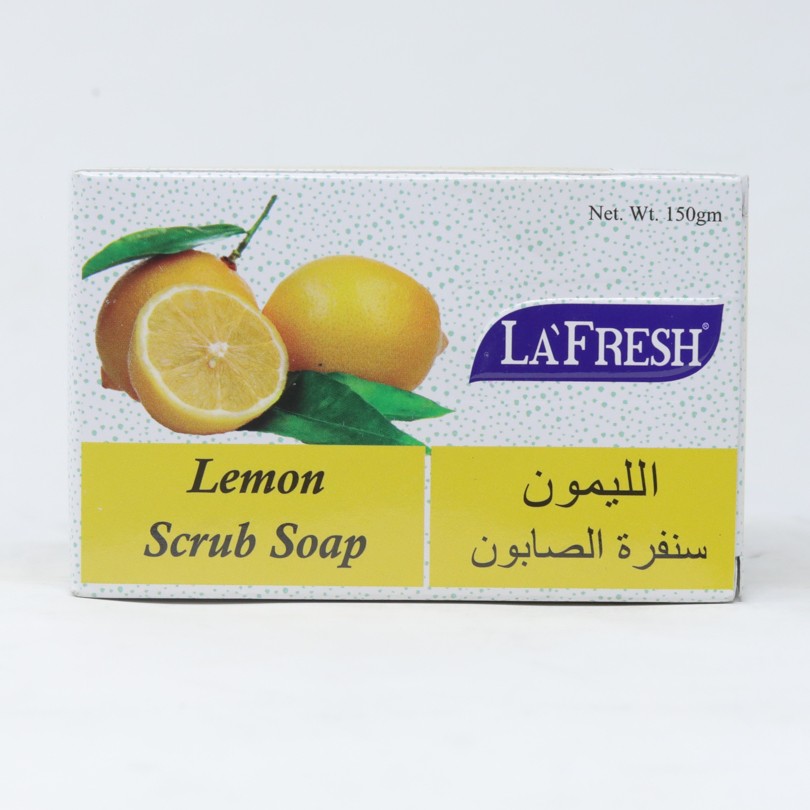 Net. Wt. 150gm
LA`FRESH®
Lemon
Scrub Soap
الليمون
سنفرة الصابون